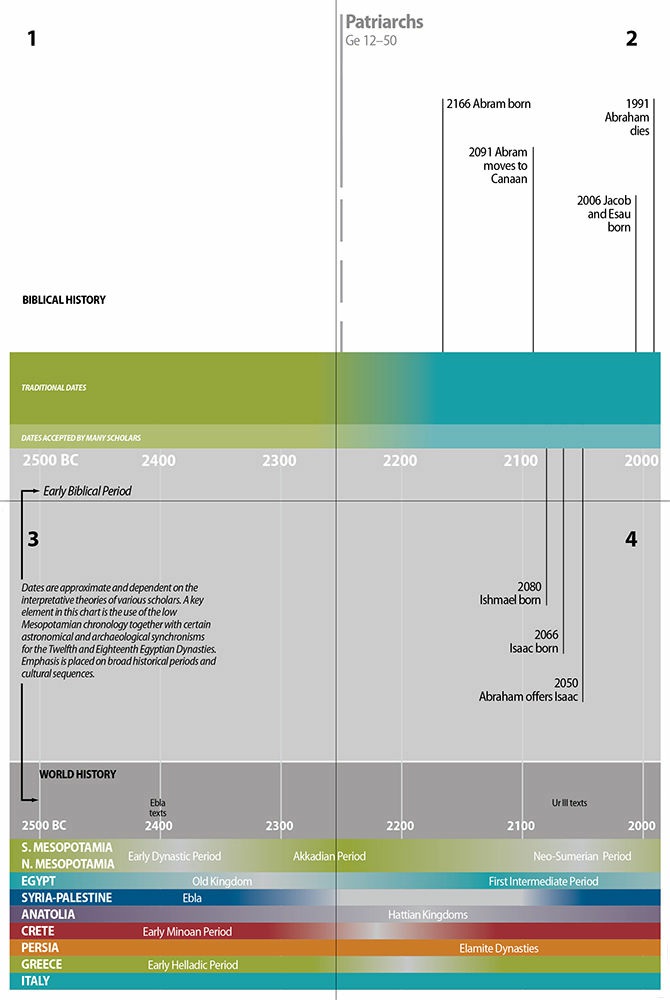 1
Patriarchs
Ge 12–50
2
2166 Abram born
1991
Abraham
dies
2091 Abram
moves to
Canaan
2006 Jacob
and Esau
born
BIBLICAL HISTORY
TRADITIONAL DATES
DATES ACCEPTED BY MANY SCHOLARS
2500 BC 2400 2300 2200 2100 2000
Early Biblical Period
3
4
Dates are approximate and dependent on the
interpretative theories of various scholars. A key
element in this chart is the use of the low
Mesopotamian chronology together with certain
astronomical and archaeological synchronisms
for the Twelfth and Eighteenth Egyptian Dynasties.
Emphasis is placed on broad historical periods and
cultural sequences.
2080
Ishmael born
2066
Isaac born
2050
Abraham offers Isaac
WORLD HISTORY
Ebla
texts
Ur III texts
2500 BC 2400 2300 2200 2100 2000
S. MESOPOTAMIA
N. MESOPOTAMIA
Early Dynastic Period Akkadian Period Neo-Sumerian Period
EGYPT Old Kingdom First Intermediate Period
SYRIA-PALESTINE Ebla
ANATOLIA Hattian Kingdoms
CRETE Early Minoan Period
PERSIA Elamite Dynasties
GREECE Early Helladic Period
ITALY